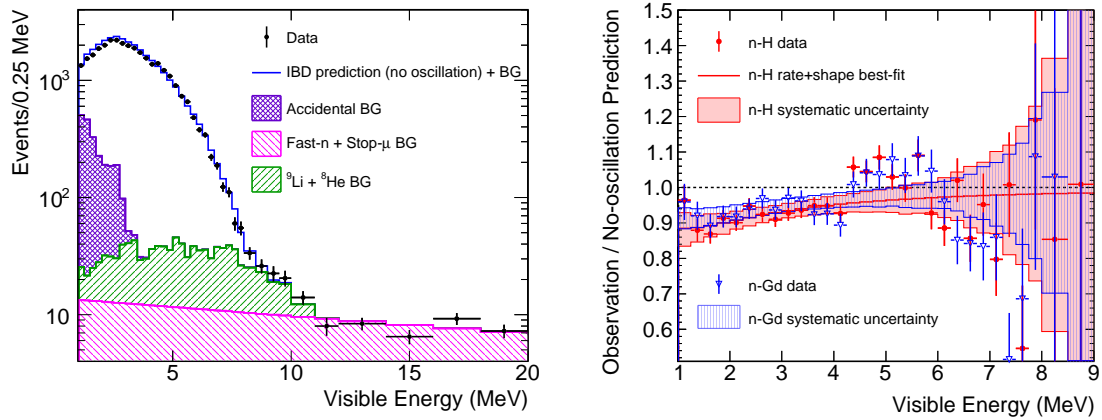 Events/0.25 MeV
10³
10²
10
Data
IBD prediction (no oscillation) + BG
Accidental BG
Fast-n + Stop-μ BG
⁹Li + ⁸He BG
5 10 15 20
Visible Energy (MeV)
Observation / No-oscillation Prediction
1.5
1.4
1.3
1.2
1.1
1.0
0.9
0.8
0.7
0.6
n-H data
n-H rate+shape best-fit
n-H systematic uncertainty
n-Gd data
n-Gd systematic uncertainty
1 2 3 4 5 6 7 8 9
Visible Energy (MeV)